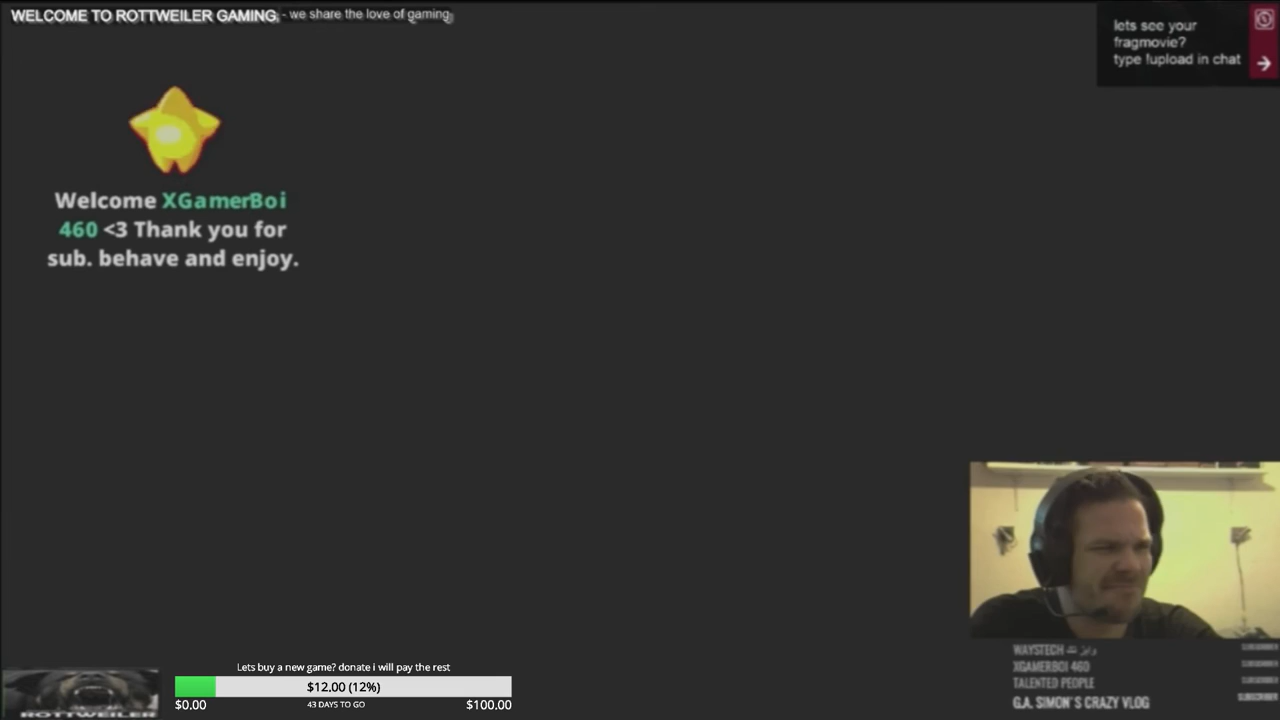 WELCOME TO ROTTWEILER GAMING - we share the love of gaming
lets see your
fragmovie?
type !upload in chat
Welcome XGamerBoi
460 <3 Thank you for
sub. behave and enjoy.
Lets buy a new game? donate i will pay the rest
$12.00 (12%)
$0.00 43 DAYS TO GO $100.00
ROTTWEILER
WAYSTECH وايز تك
XGAMERBOI 460
TALENTED PEOPLE
G.A. SIMON´S CRAZY VLOG SUBSCRIBER